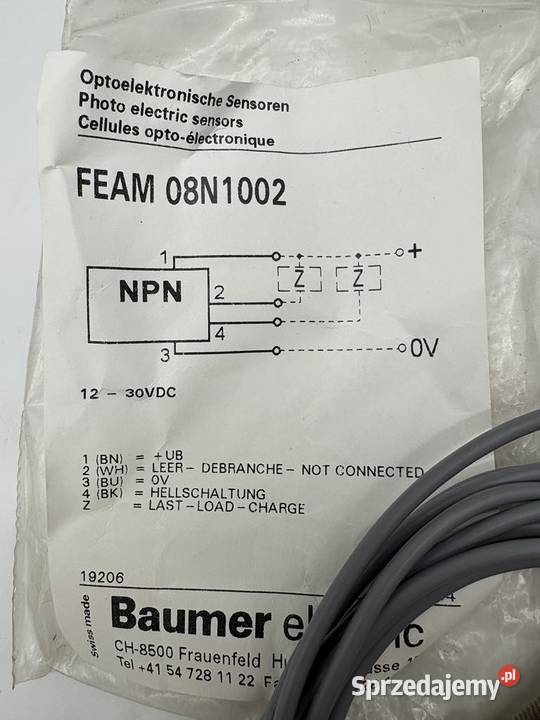 Optoelektronische Sensoren
Photo electric sensors
Cellules opto-électronique
FEAM 08N1002
1
+
NPN
Z
Z
2
4
3
0V
12 – 30VDC
1 (BN) = +UB
2 (WH) = LEER – DEBRANCHE – NOT CONNECTED
3 (BU) = 0V
4 (BK) = HELLSCHALTUNG
Z = LAST – LOAD – CHARGE
19206
4
Swiss made
Baumer
CH-8500 Frauenfeld
Tel +41 54 728 11 22
Sprzedajemy.pl